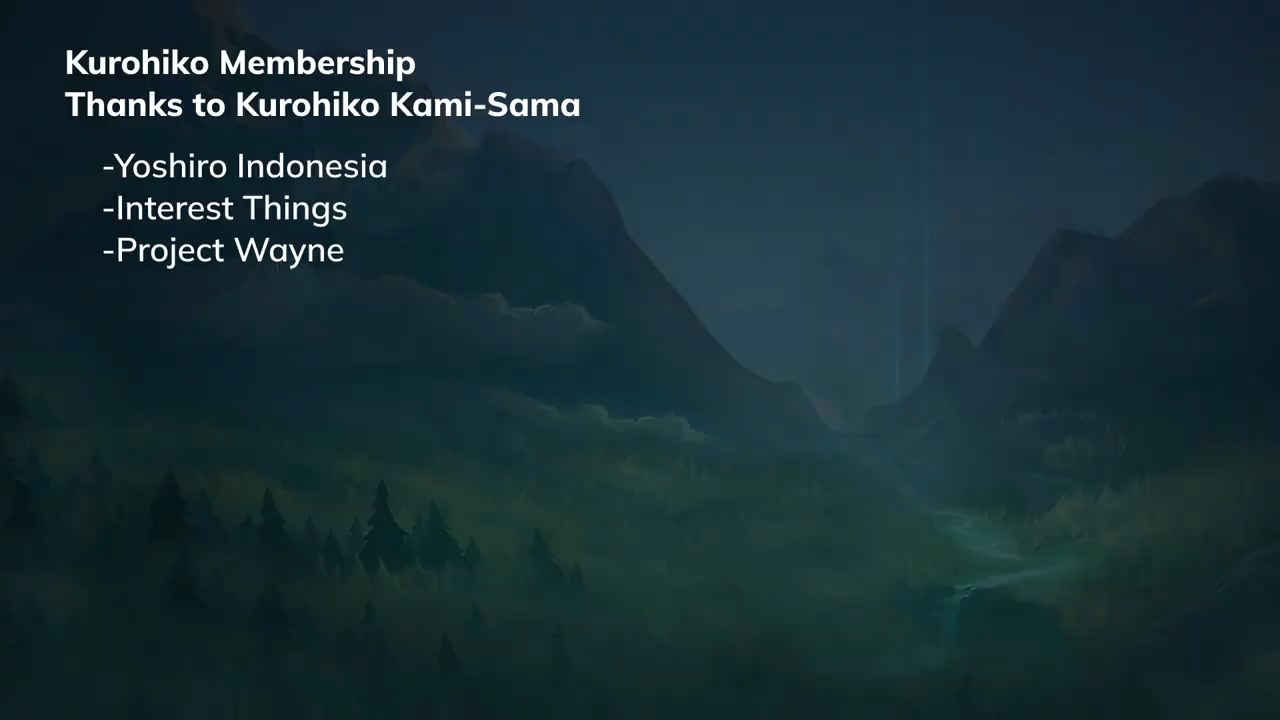 Kurohiko Membership
Thanks to Kurohiko Kami-Sama
-Yoshiro Indonesia
-Interest Things
-Project Wayne